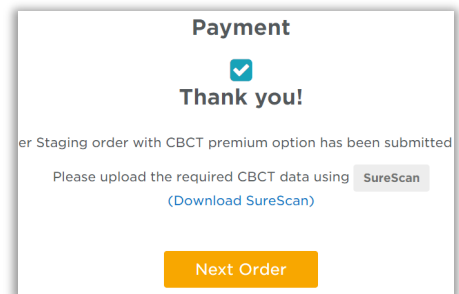 Payment
Thank you!
er Staging order with CBCT premium option has been submitted
Please upload the required CBCT data using SureScan
(Download SureScan)
Next Order